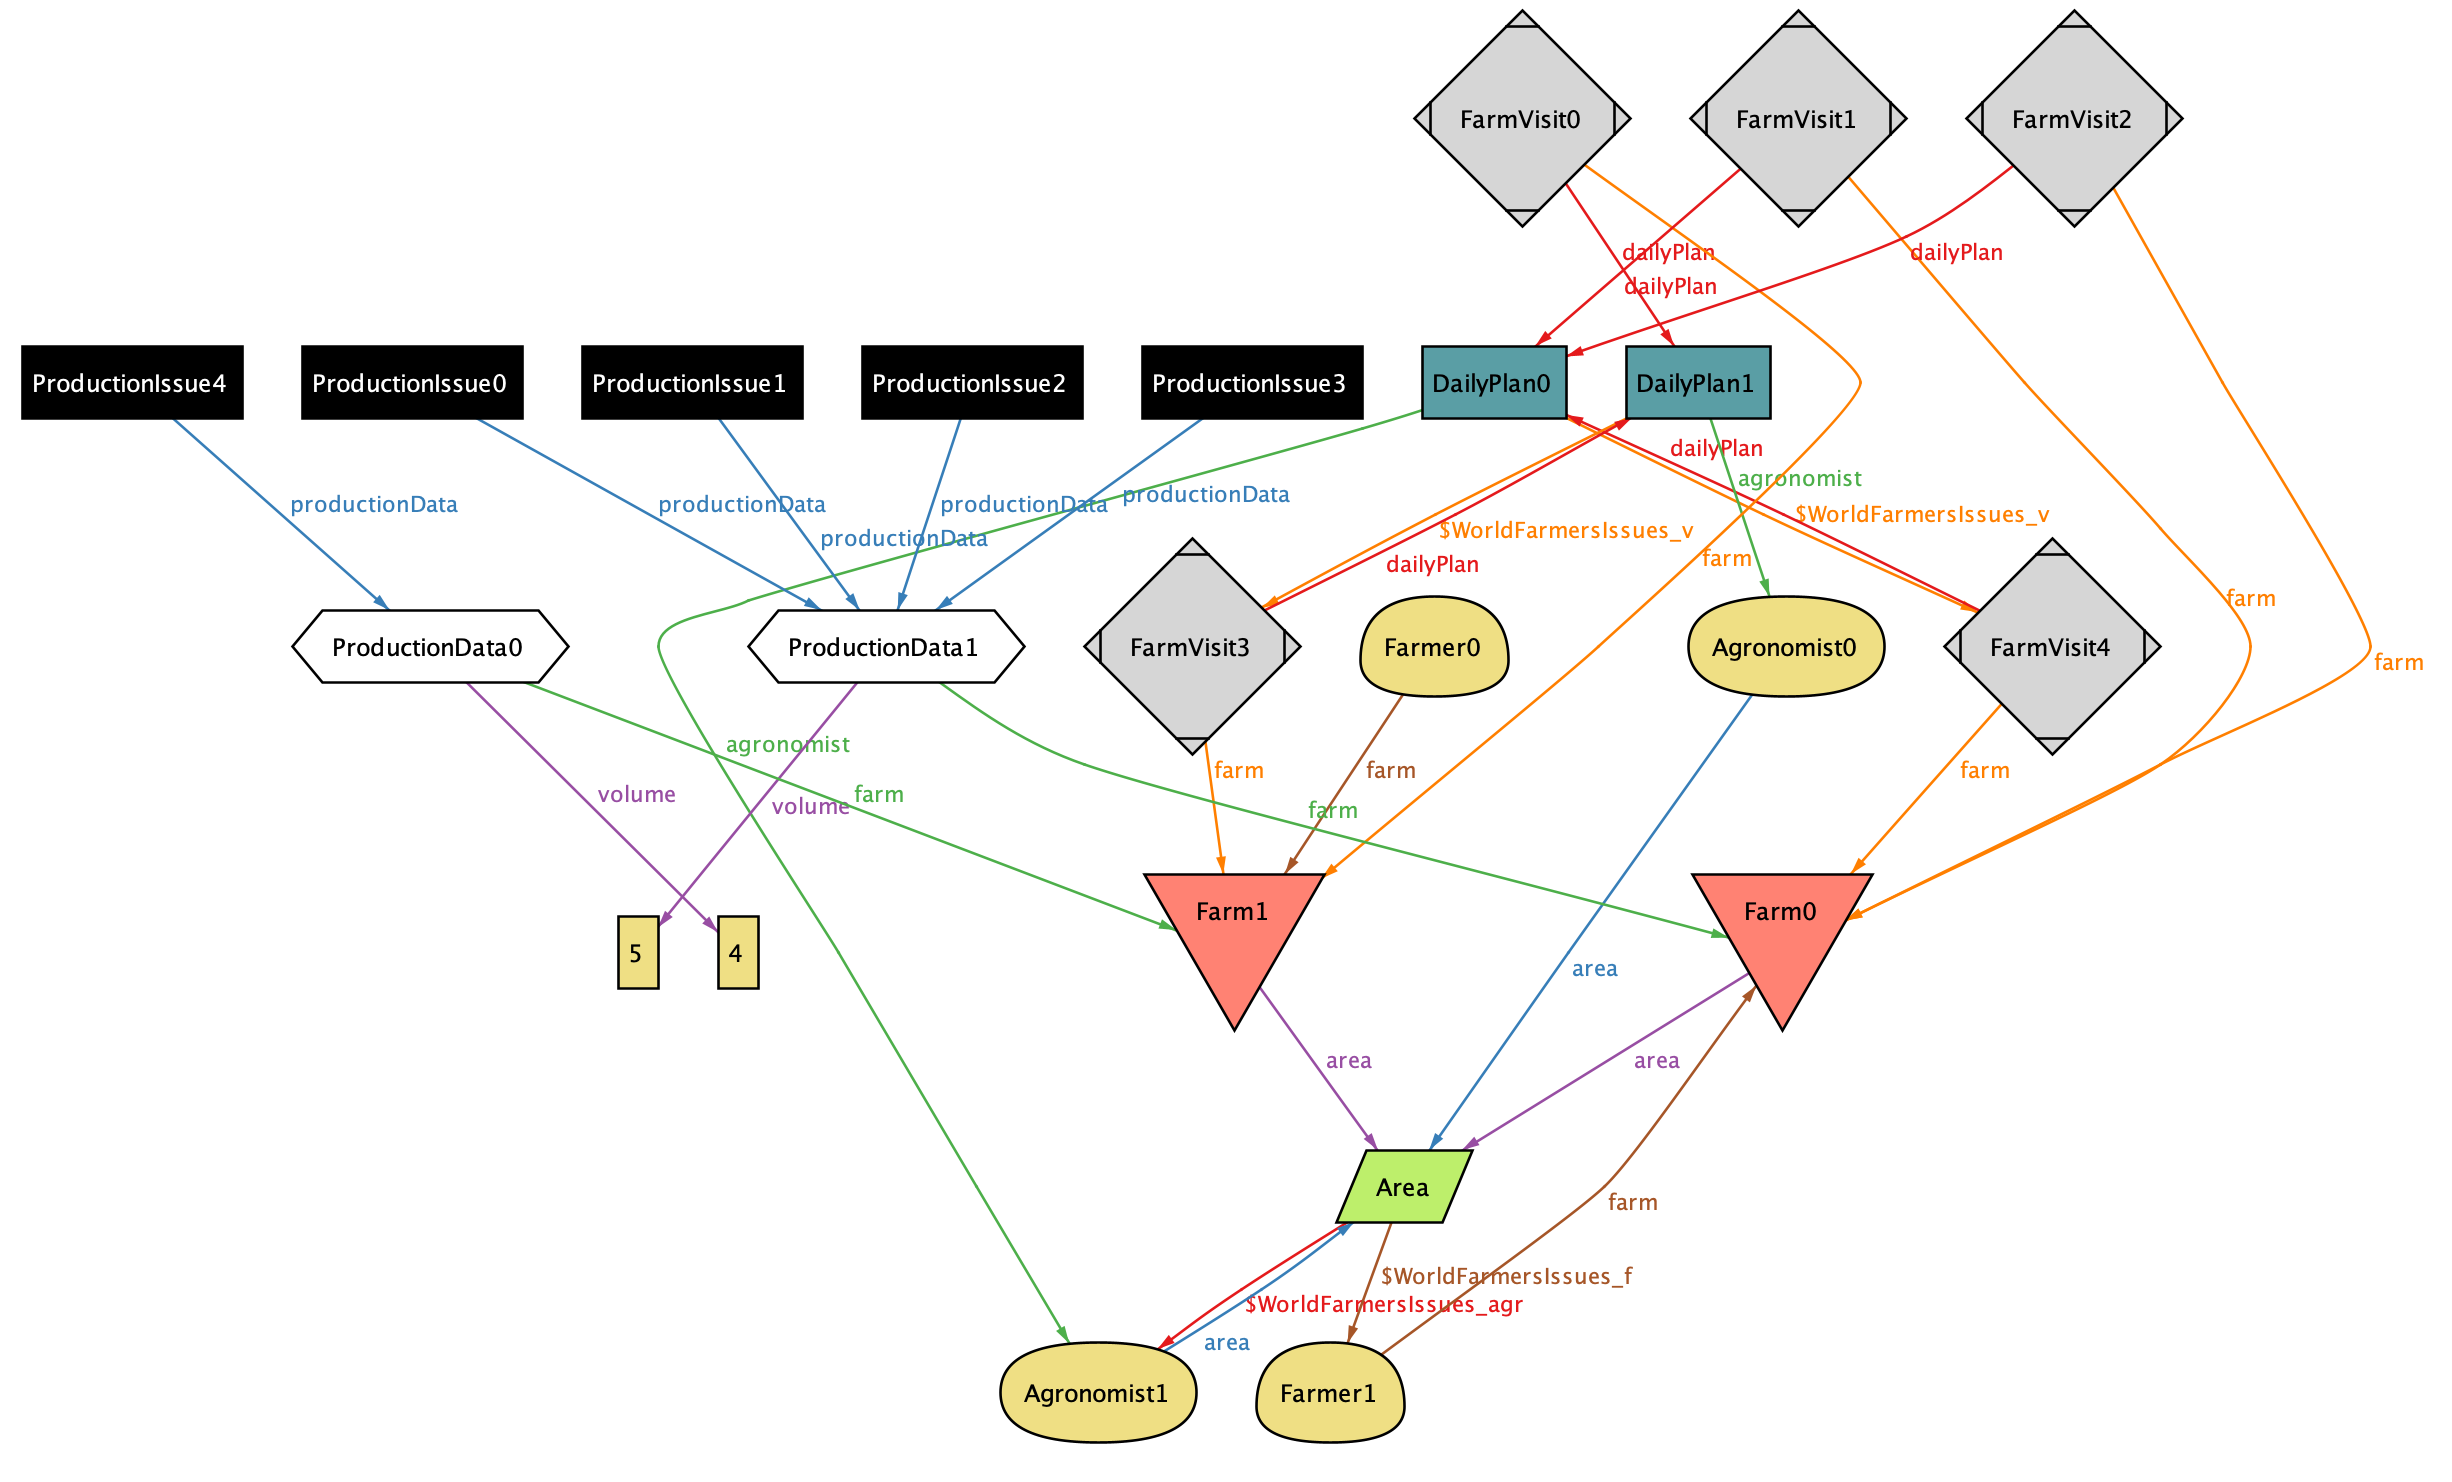 FarmVisit0
FarmVisit1
FarmVisit2
dailyPlan
dailyPlan
dailyPlan
ProductionIssue4
ProductionIssue0
ProductionIssue1
ProductionIssue2
ProductionIssue3
DailyPlan0
DailyPlan1
dailyPlan
agronomist
productionData
productionData
productionData
productionData
productionData
$WorldFarmersIssues_v
$WorldFarmersIssues_v
dailyPlan
farm
farm
farm
ProductionData0
ProductionData1
FarmVisit3
Farmer0
Agronomist0
FarmVisit4
agronomist
farm
farm
farm
volume
volume
farm
farm
Farm1
Farm0
5
4
area
area
area
Area
farm
$WorldFarmersIssues_f
$WorldFarmersIssues_agr
area
Agronomist1
Farmer1